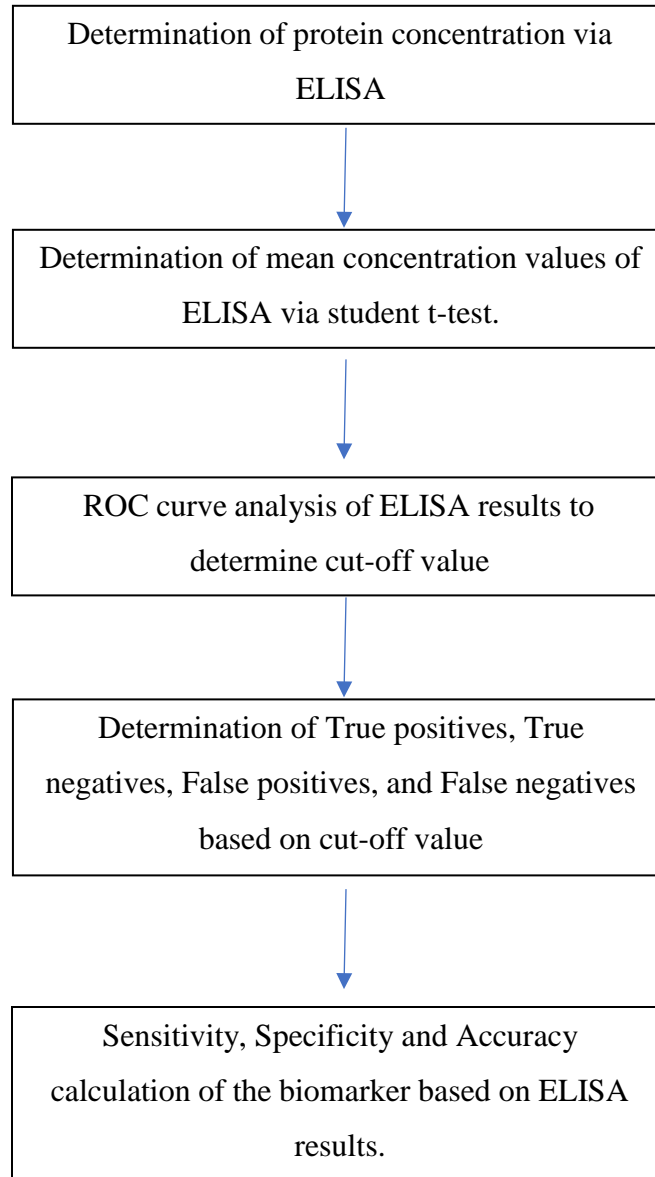 Determination of protein concentration via
ELISA
Determination of mean concentration values of
ELISA via student t-test.
ROC curve analysis of ELISA results to
determine cut-off value
Determination of True positives, True
negatives, False positives, and False negatives
based on cut-off value
Sensitivity, Specificity and Accuracy
calculation of the biomarker based on ELISA
results.